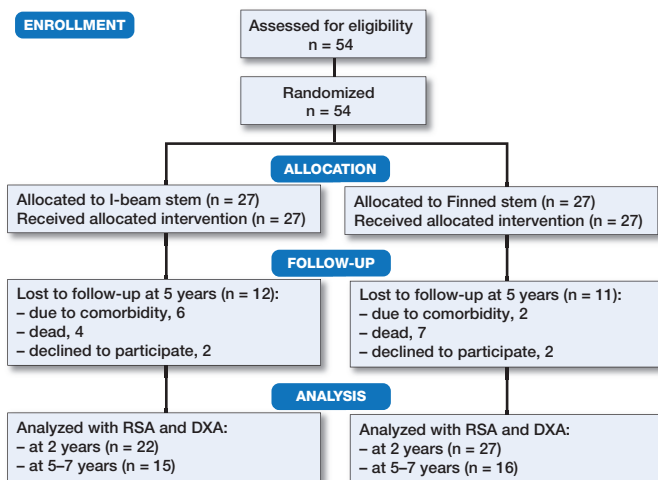 ENROLLMENT
Assessed for eligibility
n = 54
Randomized
n = 54
ALLOCATION
Allocated to I-beam stem (n = 27)
Received allocated intervention (n = 27)
Allocated to Finned stem (n = 27)
Received allocated intervention (n = 27)
FOLLOW-UP
Lost to follow-up at 5 years (n = 12):
– due to comorbidity, 6
– dead, 4
– declined to participate, 2
Lost to follow-up at 5 years (n = 11):
– due to comorbidity, 2
– dead, 7
– declined to participate, 2
ANALYSIS
Analyzed with RSA and DXA:
– at 2 years (n = 22)
– at 5–7 years (n = 15)
Analyzed with RSA and DXA:
– at 2 years (n = 27)
– at 5–7 years (n = 16)